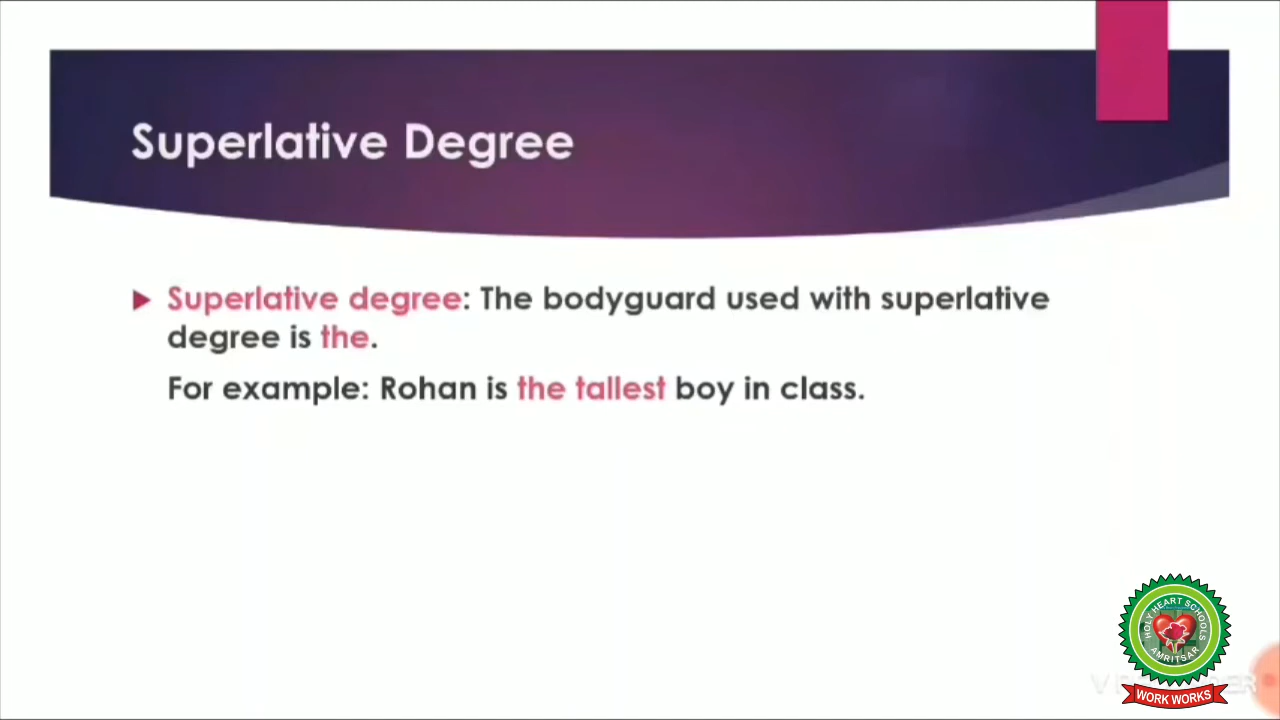 Superlative Degree
Superlative degree: The bodyguard used with superlative
degree is the.
For example: Rohan is the tallest boy in class.
HOLY HEART SCHOOLS
AMRITSAR
WORK WORKS